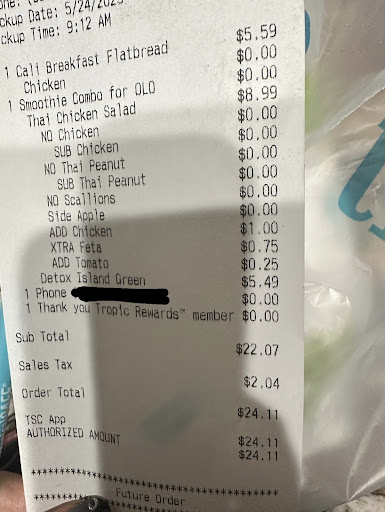 ckup Date: 5/24/2025
ckup Time: 9:12 AM
1 Cali Breakfast Flatbread $5.59
Chicken $0.00
1 Smoothie Combo for OLO $0.00
Thai Chicken Salad $8.99
NO Chicken $0.00
SUB Chicken $0.00
NO Thai Peanut $0.00
SUB Thai Peanut $0.00
NO Scallions $0.00
Side Apple $0.00
ADD Chicken $1.00
XTRA Feta $0.75
ADD Tomato $0.25
Detox Island Green $5.49
1 Phone $0.00
1 Thank you Tropic Rewards™ member $0.00
Sub Total $22.07
Sales Tax $2.04
Order Total $24.11
TSC App $24.11
AUTHORIZED AMOUNT $24.11
Future Order